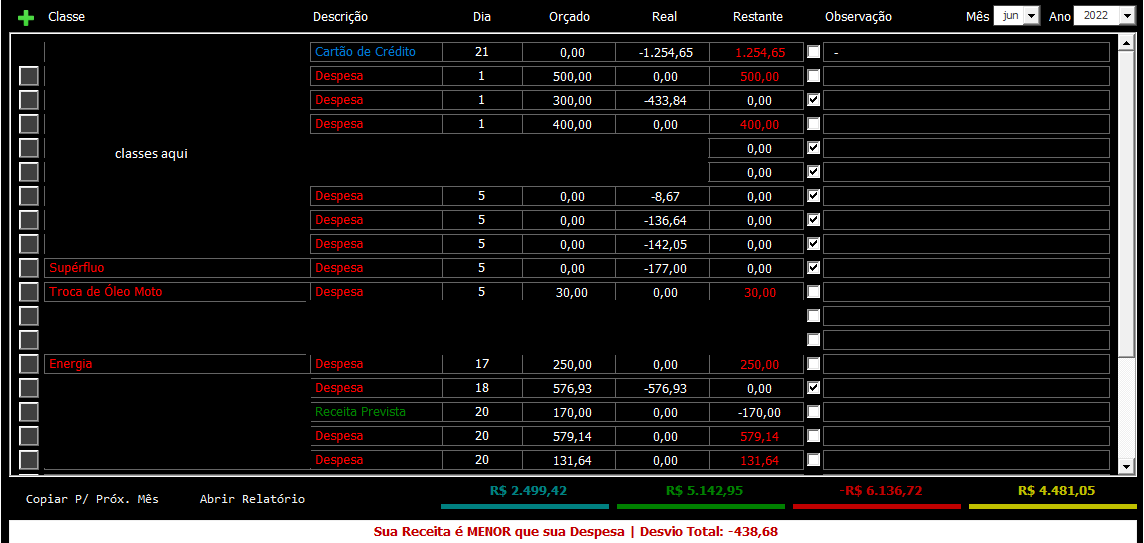 Classe Descrição Dia Orçado Real Restante Observação Mês jun Ano 2022
Cartão de Crédito 21 0,00 -1.254,65 1.254,65 -
Despesa 1 500,00 0,00 500,00
Despesa 1 300,00 -433,84 0,00
Despesa 1 400,00 0,00 400,00
classes aqui 0,00
0,00
Despesa 5 0,00 -8,67 0,00
Despesa 5 0,00 -136,64 0,00
Despesa 5 0,00 -142,05 0,00
Supérfluo Despesa 5 0,00 -177,00 0,00
Troca de Óleo Moto Despesa 5 30,00 0,00 30,00
Energia Despesa 17 250,00 0,00 250,00
Despesa 18 576,93 -576,93 0,00
Receita Prevista 20 170,00 0,00 -170,00
Despesa 20 579,14 0,00 579,14
Despesa 20 131,64 0,00 131,64
Copiar P/ Próx. Mês Abrir Relatório R$ 2.499,42 R$ 5.142,95 -R$ 6.136,72 R$ 4.481,05
Sua Receita é MENOR que sua Despesa | Desvio Total: -438,68